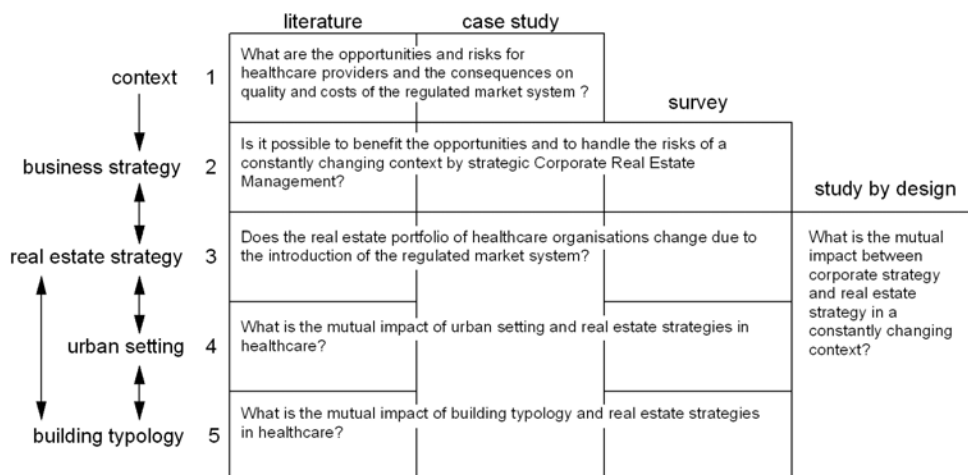 literature
case study
context
1
What are the opportunities and risks for
healthcare providers and the consequences on
quality and costs of the regulated market system ?
survey
business strategy
2
Is it possible to benefit the opportunities and to handle the risks of a
constantly changing context by strategic Corporate Real Estate
Management?
study by design
real estate strategy
3
Does the real estate portfolio of healthcare organisations change due to
the introduction of the regulated market system?
What is the mutual
impact between
corporate strategy
and real estate
strategy in a
constantly changing
context?
urban setting
4
What is the mutual impact of urban setting and real estate strategies in
healthcare?
building typology
5
What is the mutual impact of building typology and real estate strategies
in healthcare?